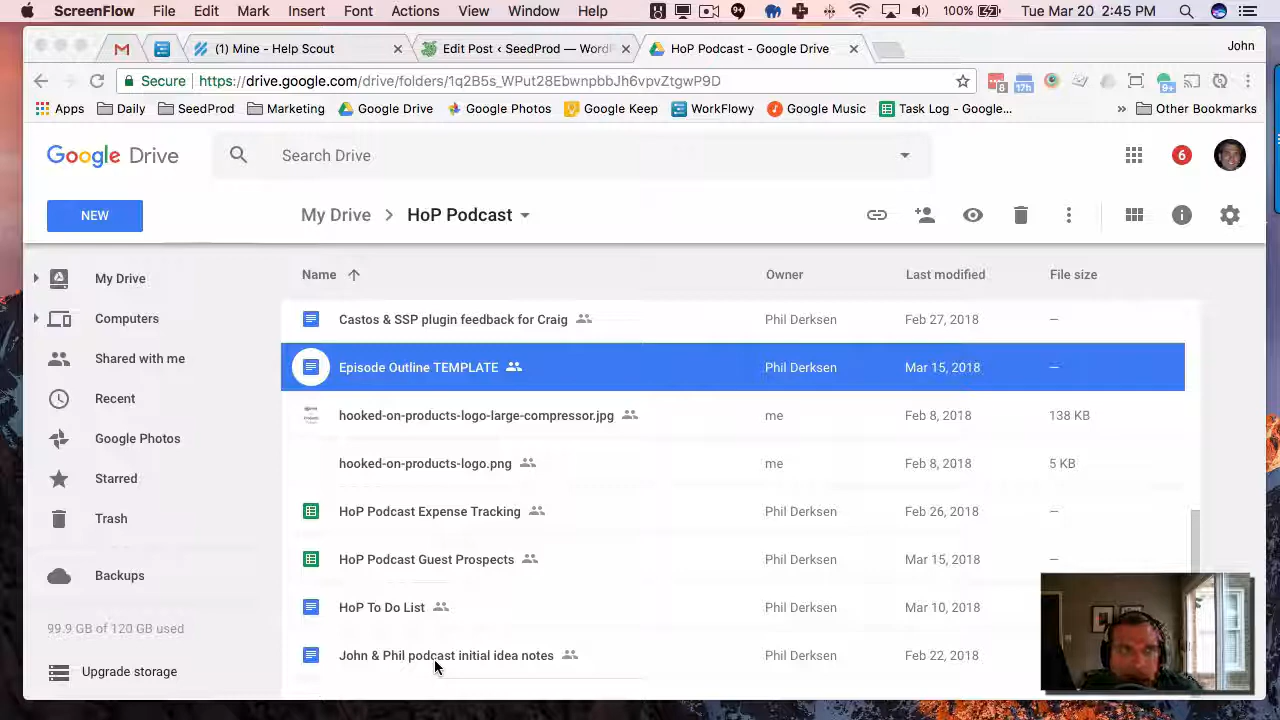 ScreenFlow File Edit Mark Insert Font Actions View Window Help 100% Tue Mar 20 2:45 PM
(1) Mine - Help Scout Edit Post ‹ SeedProd — Word HoP Podcast - Google Drive John
Secure https://drive.google.com/drive/folders/1q2B5s_WPut28EbwnpbbJh6vpvZtgwP9D 8 17h 9+
Apps Daily SeedProd Marketing Google Drive Google Photos Google Keep WorkFlowy Google Music Task Log - Google... » Other Bookmarks
Google Drive Search Drive 6
NEW My Drive > HoP Podcast
Name Owner Last modified File size
My Drive
Computers
Shared with me
Recent
Google Photos
Starred
Trash
Backups
99.9 GB of 120 GB used
Upgrade storage
Castos & SSP plugin feedback for Craig Phil Derksen Feb 27, 2018 —
Episode Outline TEMPLATE Phil Derksen Mar 15, 2018 —
hooked-on-products-logo-large-compressor.jpg me Feb 8, 2018 138 KB
hooked-on-products-logo.png me Feb 8, 2018 5 KB
HoP Podcast Expense Tracking Phil Derksen Feb 26, 2018 —
HoP Podcast Guest Prospects Phil Derksen Mar 15, 2018 —
HoP To Do List Phil Derksen Mar 10, 2018
John & Phil podcast initial idea notes Phil Derksen Feb 22, 2018